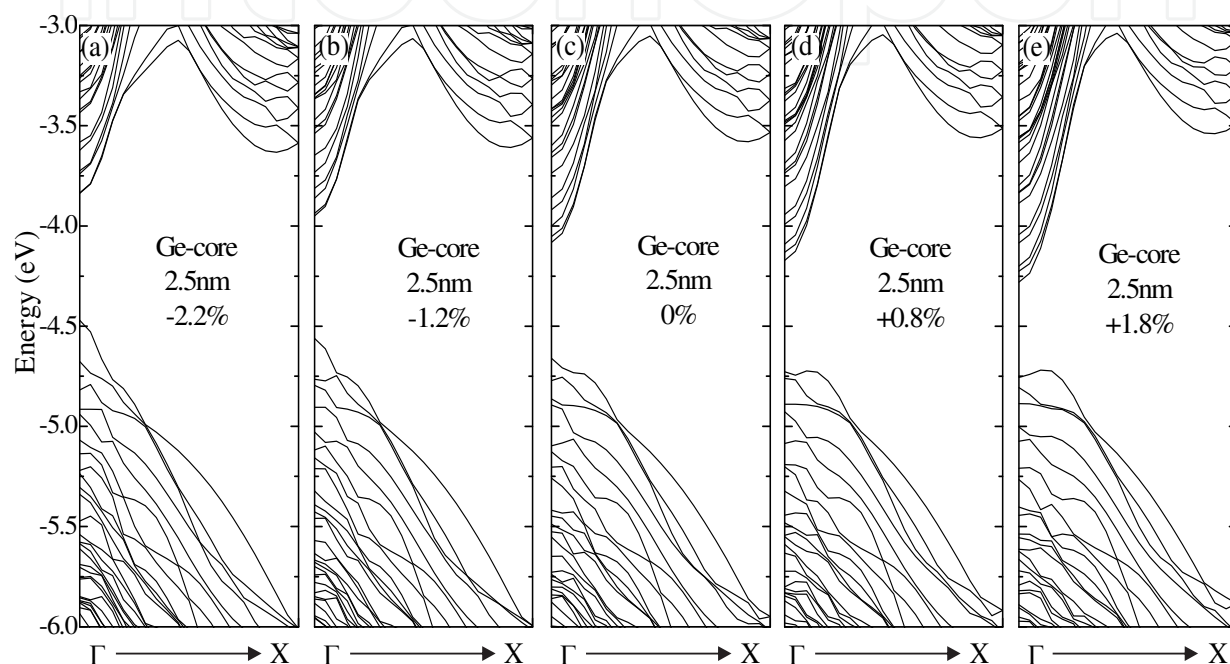 (a)
(b)
(c)
(d)
(e)
Energy (eV)
-3.0
-3.5
-4.0
-4.5
-5.0
-5.5
-6.0
Ge-core
2.5nm
-2.2%
Ge-core
2.5nm
-1.2%
Ge-core
2.5nm
0%
Ge-core
2.5nm
+0.8%
Ge-core
2.5nm
+1.8%
Γ X
Γ X
Γ X
Γ X
Γ X